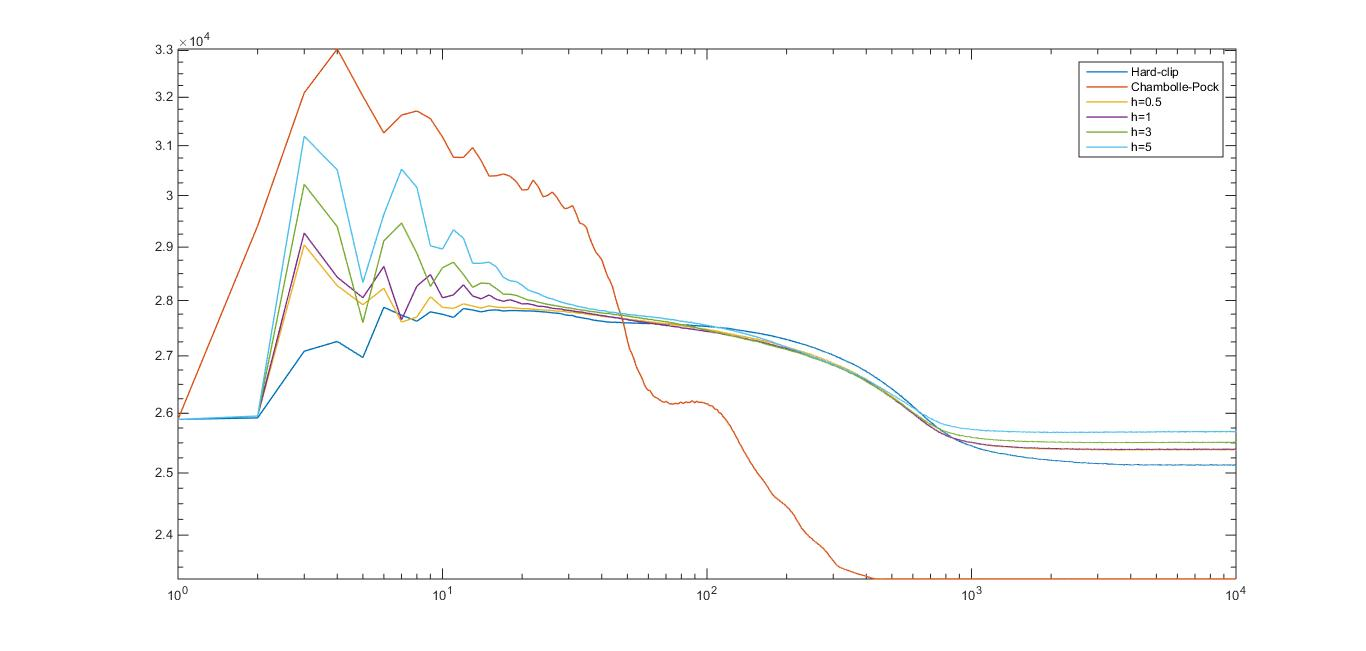 ×10⁴
3.3
3.2
3.1
3
2.9
2.8
2.7
2.6
2.5
2.4
10⁰ 10¹ 10² 10³ 10⁴
Hard-clip
Chambolle-Pock
h=0.5
h=1
h=3
h=5